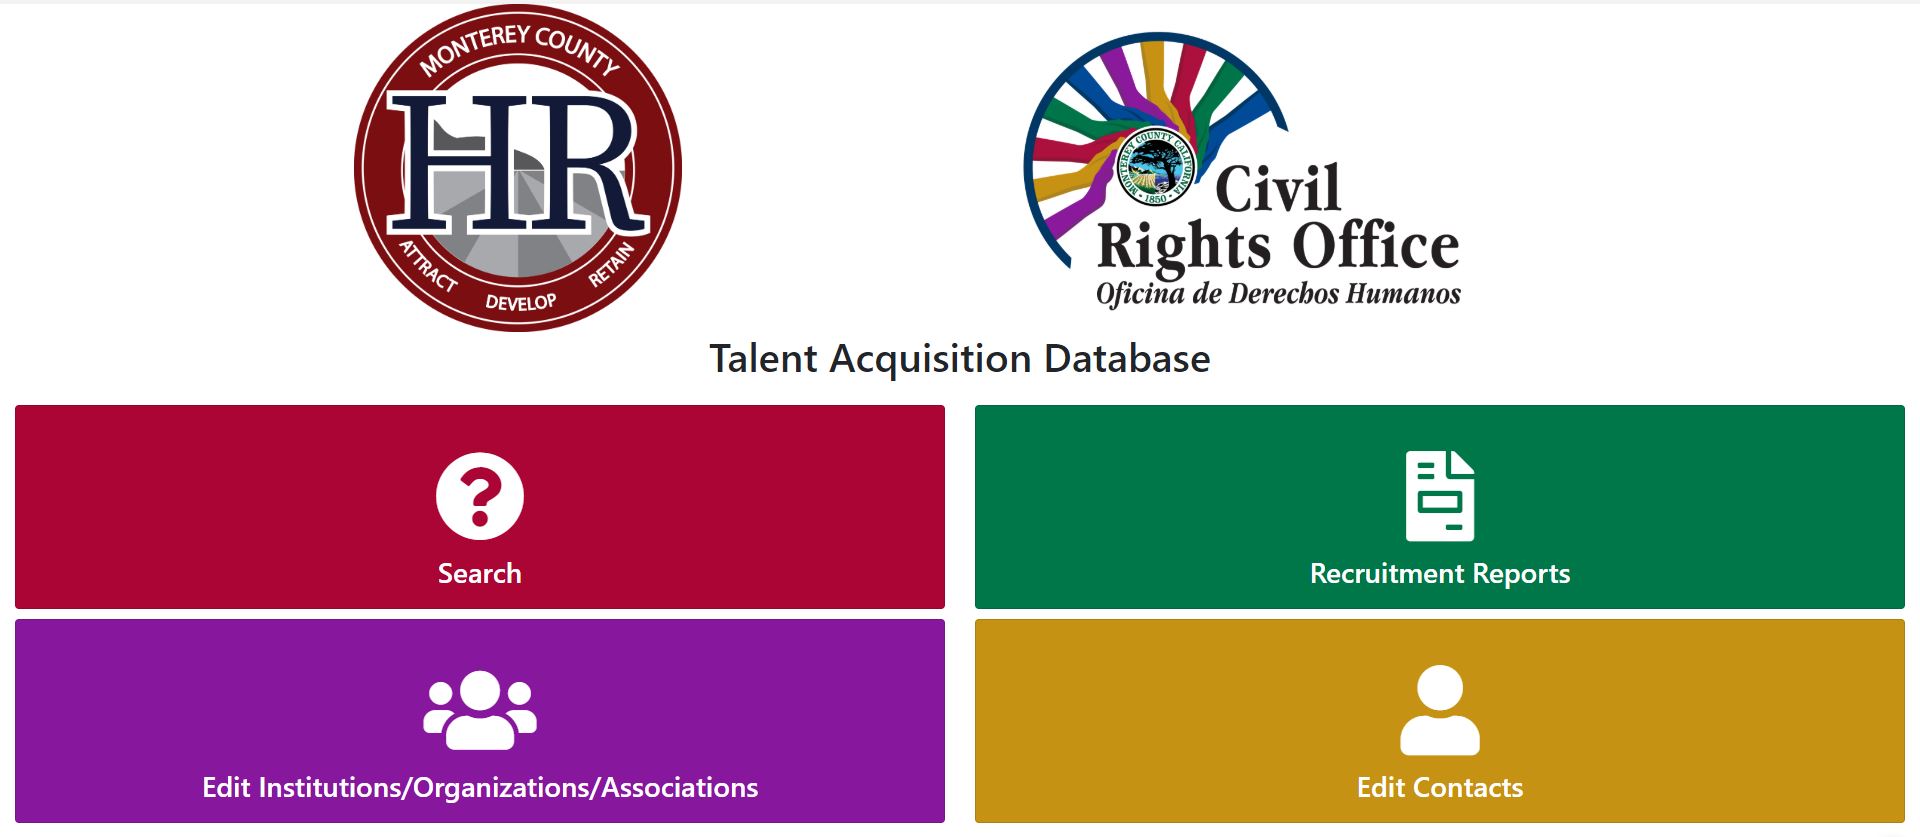 MONTEREY COUNTY
HR
ATTRACT
DEVELOP
RETAIN
MONTEREY COUNTY CALIFORNIA
· 1850 ·
Civil
Rights Office
Oficina de Derechos Humanos
Talent Acquisition Database
Search
Recruitment Reports
Edit Institutions/Organizations/Associations
Edit Contacts